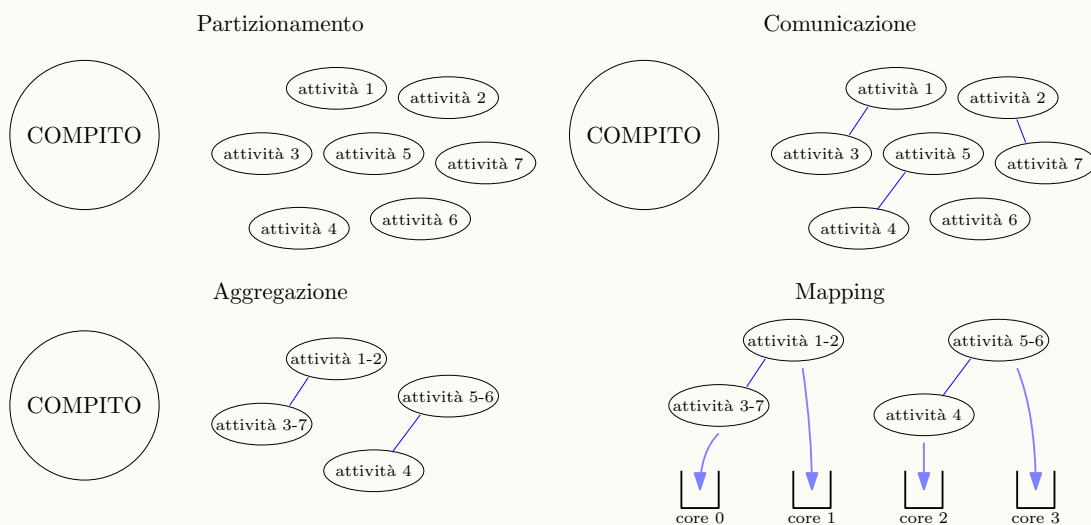 Partizionamento
COMPITO
attività 1
attività 2
attività 3
attività 5
attività 7
attività 4
attività 6
Comunicazione
COMPITO
attività 1
attività 2
attività 3
attività 5
attività 7
attività 4
attività 6
Aggregazione
COMPITO
attività 1-2
attività 5-6
attività 3-7
attività 4
Mapping
attività 1-2
attività 5-6
attività 3-7
attività 4
core 0
core 1
core 2
core 3